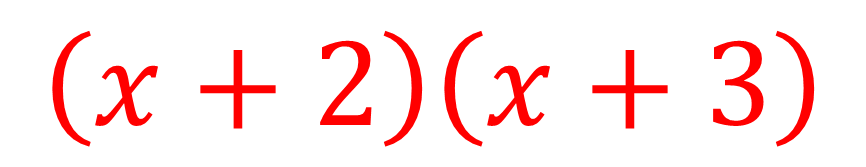 (x + 2)(x + 3)